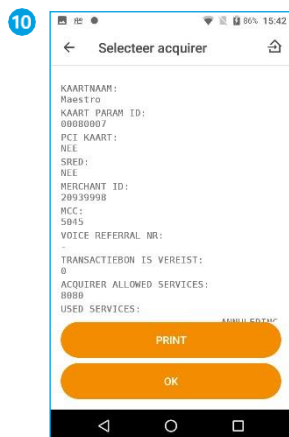 10
86% 15:42
Selecteer acquirer
KAARTNAAM:
Maestro
KAART PARAM ID:
00080007
PCI KAART:
NEE
SRED:
NEE
MERCHANT ID:
20939998
MCC:
5045
VOICE REFERRAL NR:
-
TRANSACTIEBON IS VEREIST:
0
ACQUIRER ALLOWED SERVICES:
8080
USED SERVICES:
PRINT
OK